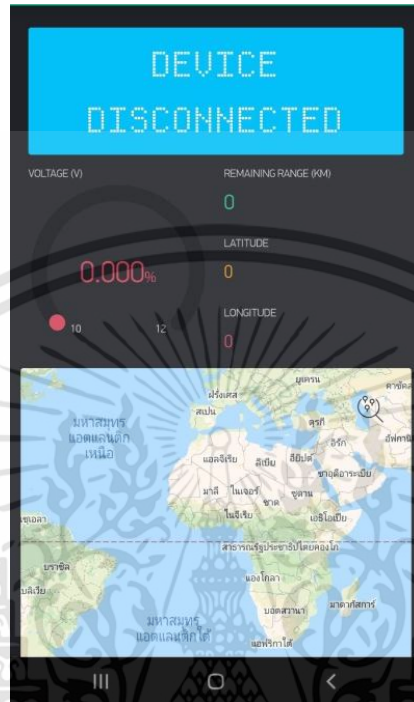 DEVICE
DISCONNECTED
VOLTAGE (V)
REMAINING RANGE (KM)
0
LATITUDE
0.000%
0
LONGITUDE
10
12
0
ยูเครน
ฝรั่งเศส
สเปน
ตุรกี
มหาสมุทร
แอตแลนติก
เหนือ
อิรัก
แอลจีเรีย
ลิเบีย
อียิปต์
ซาอุดีอาระเบีย
มาลี
ไนเจอร์
ชาด
ซูดาน
ไนจีเรีย
เอธิโอเปีย
สาธารณรัฐประชาธิปไตยคองโก
บราซิล
แองโกลา
บอตสวานา
มาดากัสการ์
มหาสมุทร
แอตแลนติกใต้
แอฟริกาใต้